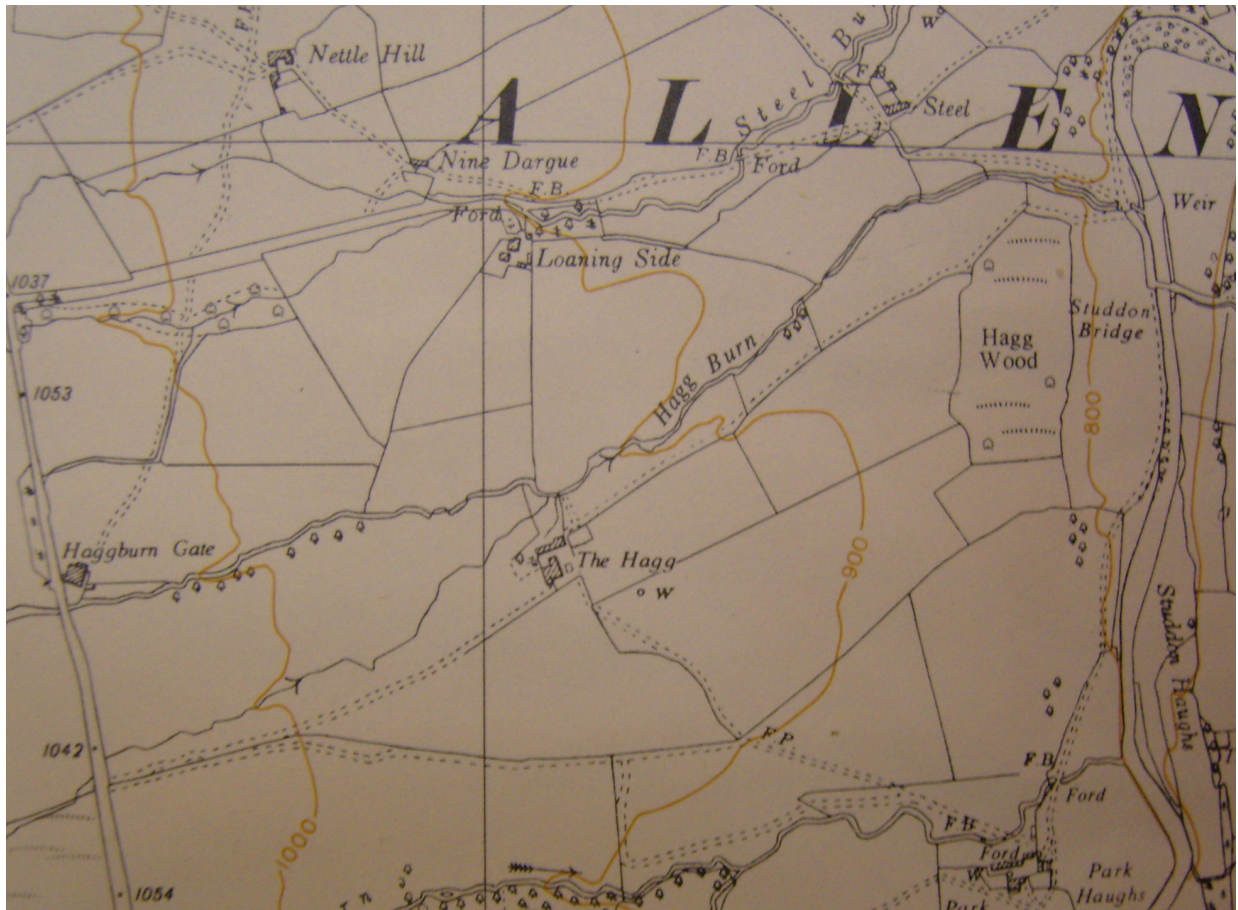 Nettle Hill
W
F.B.
Steel
A L L E N
Steel
Nine Dargue
F.B.
Ford
F.B.
Ford
Weir
Loaning Side
1037
Studdon
Bridge
Hagg
Wood
1053
Hagg Burn
800
Haggburn Gate
The Hagg
900
W
Studdon Haughs
1042
F.P.
F.B.
Ford
1000
F.B.
Ford
W
Park
Haughs
1054
Park